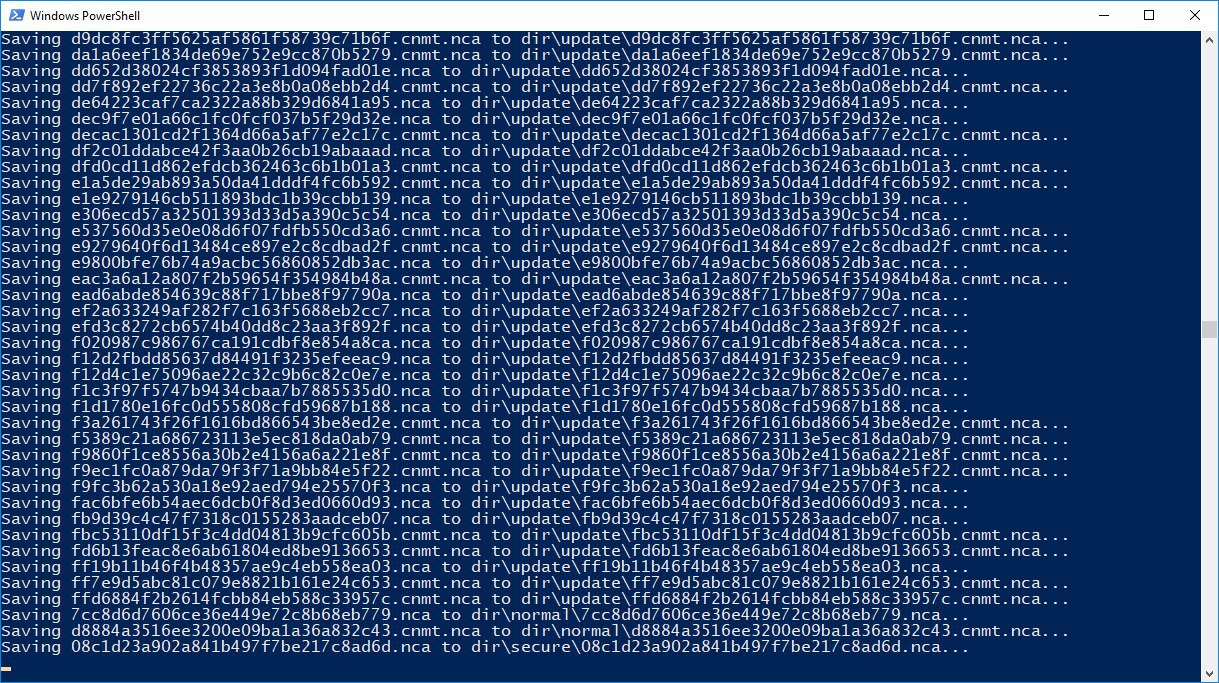 Windows PowerShell
Saving d9dc8fc3ff5625af5861f58739c71b6f.cnmt.nca to dir\update\d9dc8fc3ff5625af5861f58739c71b6f.cnmt.nca...
Saving da1a6eef1834de69e752e9cc870b5279.cnmt.nca to dir\update\da1a6eef1834de69e752e9cc870b5279.cnmt.nca...
Saving dd652d38024cf3853893f1d094fad01e.nca to dir\update\dd652d38024cf3853893f1d094fad01e.nca...
Saving dd7f892ef22736c22a3e8b0a08ebb2d4.cnmt.nca to dir\update\dd7f892ef22736c22a3e8b0a08ebb2d4.cnmt.nca...
Saving de64223caf7ca2322a88b329d6841a95.nca to dir\update\de64223caf7ca2322a88b329d6841a95.nca...
Saving dec9f7e01a66c1fc0fcf037b5f29d32e.nca to dir\update\dec9f7e01a66c1fc0fcf037b5f29d32e.nca...
Saving decac1301cd2f1364d66a5af77e2c17c.cnmt.nca to dir\update\decac1301cd2f1364d66a5af77e2c17c.cnmt.nca...
Saving df2c01ddabce42f3aa0b26cb19abaaad.nca to dir\update\df2c01ddabce42f3aa0b26cb19abaaad.nca...
Saving dfd0cd11d862efdcb362463c6b1b01a3.cnmt.nca to dir\update\dfd0cd11d862efdcb362463c6b1b01a3.cnmt.nca...
Saving e1a5de29ab893a50da41dddf4fc6b592.cnmt.nca to dir\update\e1a5de29ab893a50da41dddf4fc6b592.cnmt.nca...
Saving e1e9279146cb511893bdc1b39ccbb139.nca to dir\update\e1e9279146cb511893bdc1b39ccbb139.nca...
Saving e306ecd57a32501393d33d5a390c5c54.nca to dir\update\e306ecd57a32501393d33d5a390c5c54.nca...
Saving e537560d35e0e08d6f07fdfb550cd3a6.cnmt.nca to dir\update\e537560d35e0e08d6f07fdfb550cd3a6.cnmt.nca...
Saving e9279640f6d13484ce897e2c8cdbad2f.cnmt.nca to dir\update\e9279640f6d13484ce897e2c8cdbad2f.cnmt.nca...
Saving e9800bfe76b74a9acbc56860852db3ac.nca to dir\update\e9800bfe76b74a9acbc56860852db3ac.nca...
Saving eac3a6a12a807f2b59654f354984b48a.cnmt.nca to dir\update\eac3a6a12a807f2b59654f354984b48a.cnmt.nca...
Saving ead6abde854639c88f717bbe8f97790a.nca to dir\update\ead6abde854639c88f717bbe8f97790a.nca...
Saving ef2a633249af282f7c163f5688eb2cc7.nca to dir\update\ef2a633249af282f7c163f5688eb2cc7.nca...
Saving efd3c8272cb6574b40dd8c23aa3f892f.nca to dir\update\efd3c8272cb6574b40dd8c23aa3f892f.nca...
Saving f020987c986767ca191cdbf8e854a8ca.nca to dir\update\f020987c986767ca191cdbf8e854a8ca.nca...
Saving f12d2fbdd85637d84491f3235efeeac9.nca to dir\update\f12d2fbdd85637d84491f3235efeeac9.nca...
Saving f12d4c1e75096ae22c32c9b6c82c0e7e.nca to dir\update\f12d4c1e75096ae22c32c9b6c82c0e7e.nca...
Saving f1c3f97f5747b9434cbaa7b7885535d0.nca to dir\update\f1c3f97f5747b9434cbaa7b7885535d0.nca...
Saving f1d1780e16fc0d555808cfd59687b188.nca to dir\update\f1d1780e16fc0d555808cfd59687b188.nca...
Saving f3a261743f26f1616bd866543be8ed2e.cnmt.nca to dir\update\f3a261743f26f1616bd866543be8ed2e.cnmt.nca...
Saving f5389c21a686723113e5ec818da0ab79.cnmt.nca to dir\update\f5389c21a686723113e5ec818da0ab79.cnmt.nca...
Saving f9860f1ce8556a30b2e4156a6a221e8f.cnmt.nca to dir\update\f9860f1ce8556a30b2e4156a6a221e8f.cnmt.nca...
Saving f9ec1fc0a879da79f3f71a9bb84e5f22.cnmt.nca to dir\update\f9ec1fc0a879da79f3f71a9bb84e5f22.cnmt.nca...
Saving f9fc3b62a530a18e92aed794e25570f3.nca to dir\update\f9fc3b62a530a18e92aed794e25570f3.nca...
Saving fac6bfe6b54aec6dcb0f8d3ed0660d93.nca to dir\update\fac6bfe6b54aec6dcb0f8d3ed0660d93.nca...
Saving fb9d39c4c47f7318c0155283aadceb07.nca to dir\update\fb9d39c4c47f7318c0155283aadceb07.nca...
Saving fbc53110df15f3c4dd04813b9cfc605b.cnmt.nca to dir\update\fbc53110df15f3c4dd04813b9cfc605b.cnmt.nca...
Saving fd6b13feac8e6ab61804ed8be9136653.cnmt.nca to dir\update\fd6b13feac8e6ab61804ed8be9136653.cnmt.nca...
Saving ff19b11b46f4b48357ae9c4eb558ea03.nca to dir\update\ff19b11b46f4b48357ae9c4eb558ea03.nca...
Saving ff7e9d5abc81c079e8821b161e24c653.cnmt.nca to dir\update\ff7e9d5abc81c079e8821b161e24c653.cnmt.nca...
Saving ffd6884f2b2614fcbb84eb588c33957c.cnmt.nca to dir\update\ffd6884f2b2614fcbb84eb588c33957c.cnmt.nca...
Saving 7cc8d6d7606ce36e449e72c8b68eb779.nca to dir\normal\7cc8d6d7606ce36e449e72c8b68eb779.nca...
Saving d8884a3516ee3200e09ba1a36a832c43.cnmt.nca to dir\normal\d8884a3516ee3200e09ba1a36a832c43.cnmt.nca...
Saving 08c1d23a902a841b497f7be217c8ad6d.nca to dir\secure\08c1d23a902a841b497f7be217c8ad6d.nca...